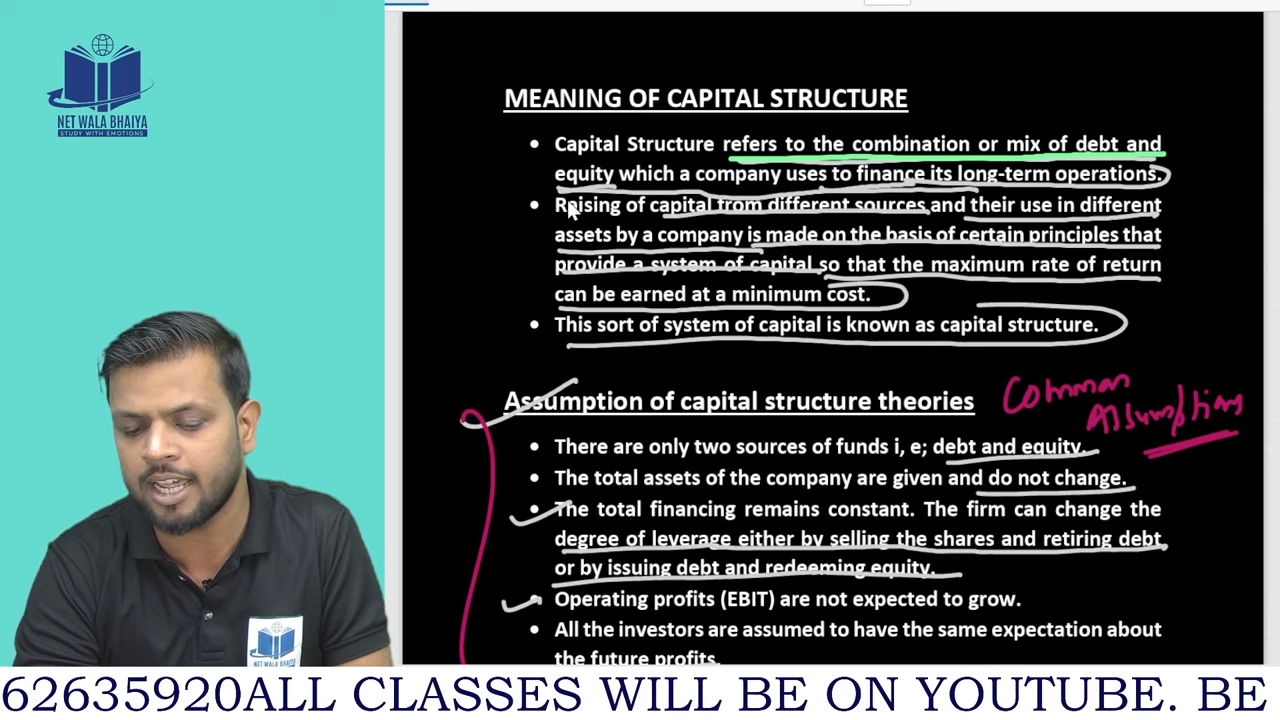 NET WALA BHAIYA
STUDY WITH EMOTIONS
MEANING OF CAPITAL STRUCTURE
• Capital Structure refers to the combination or mix of debt and
equity which a company uses to finance its long-term operations.
• Raising of capital from different sources and their use in different
assets by a company is made on the basis of certain principles that
provide a system of capital so that the maximum rate of return
can be earned at a minimum cost.
• This sort of system of capital is known as capital structure.
Assumption of capital structure theories
Common
Assumptions
• There are only two sources of funds i, e; debt and equity.
• The total assets of the company are given and do not change.
• The total financing remains constant. The firm can change the
degree of leverage either by selling the shares and retiring debt
or by issuing debt and redeeming equity.
• Operating profits (EBIT) are not expected to grow.
• All the investors are assumed to have the same expectation about
the future profits.
NET WALA BHAIYA
STUDY WITH EMOTIONS
62635920ALL CLASSES WILL BE ON YOUTUBE. BE